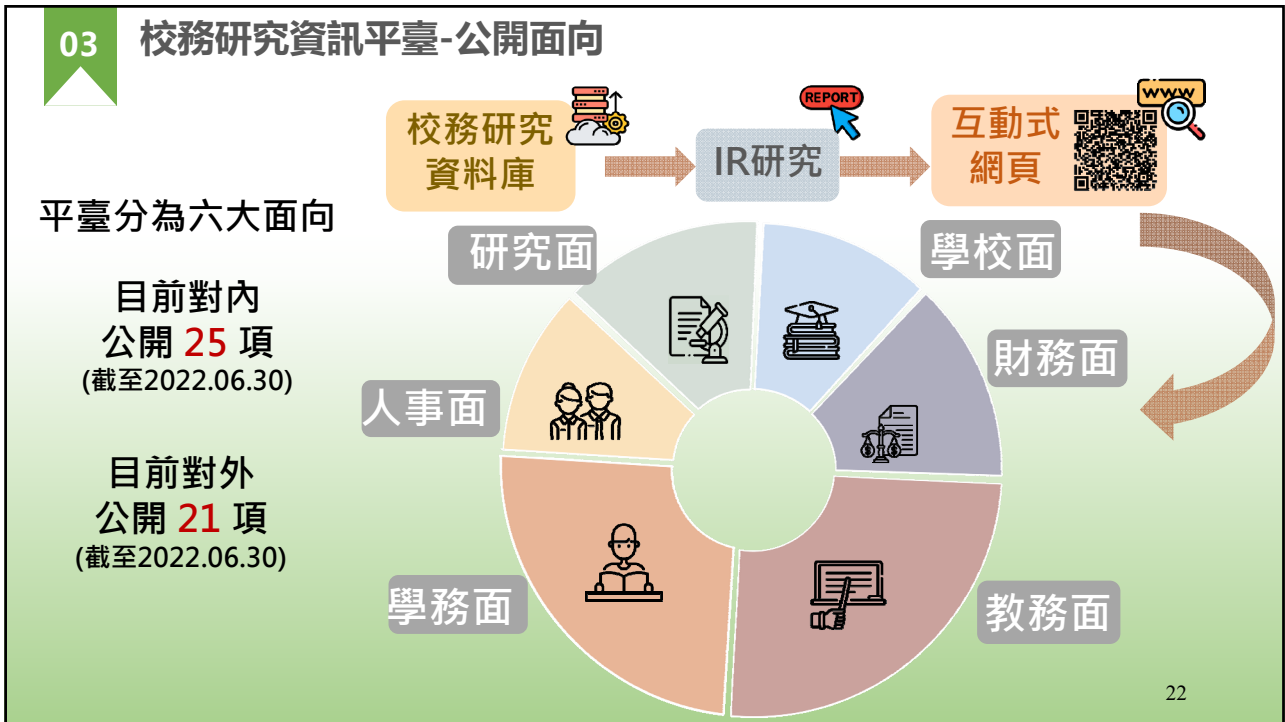 03
校務研究資訊平臺-公開面向
校務研究
資料庫
REPORT
IR研究
互動式
網頁
WWW
平臺分為六大面向
目前對內
公開 25 項
(截至2022.06.30)
目前對外
公開 21 項
(截至2022.06.30)
研究面
學校面
人事面
財務面
學務面
教務面
22